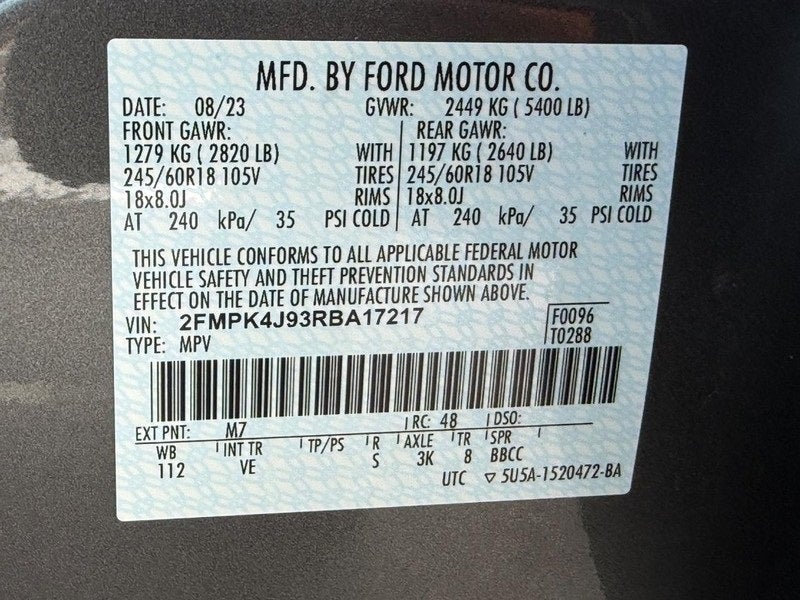 MFD. BY FORD MOTOR CO.
DATE: 08/23 GVWR: 2449 KG ( 5400 LB)
FRONT GAWR: REAR GAWR:
1279 KG ( 2820 LB) WITH 1197 KG ( 2640 LB) WITH
245/60R18 105V TIRES 245/60R18 105V TIRES
18x8.0J RIMS 18x8.0J RIMS
AT 240 kPa/ 35 PSI COLD AT 240 kPa/ 35 PSI COLD
THIS VEHICLE CONFORMS TO ALL APPLICABLE FEDERAL MOTOR
VEHICLE SAFETY AND THEFT PREVENTION STANDARDS IN
EFFECT ON THE DATE OF MANUFACTURE SHOWN ABOVE.
VIN: 2FMPK4J93RBA17217 F0096
TYPE: MPV T0288
EXT PNT: M7 RC: 48 DSO:
WB INT TR TP/PS R AXLE TR SPR
112 VE S 3K 8 BBCC
UTC ▽ 5U5A-1520472-BA